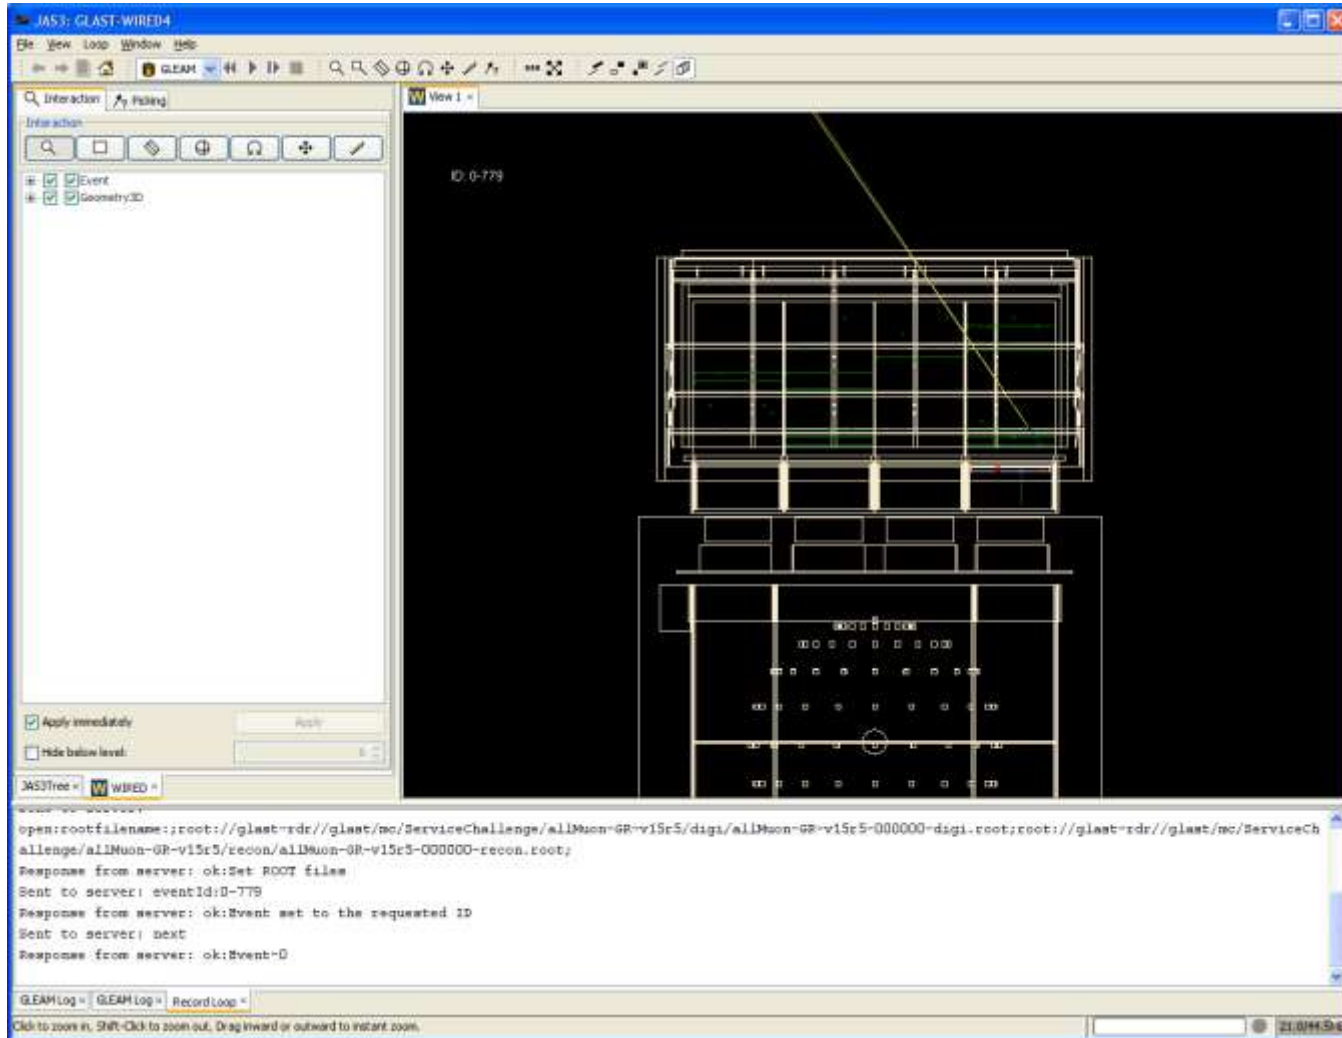 JAS3: GLAST-WIRED4
File View Loop Window Help
GLEAM
Interaction Picking
View 1
Interaction
ID: 0-779
Event
Geometry3D
Apply immediately Apply
Hide below level:
JAS3Tree WIRED
open:rootfilename:;root://glast-rdr//glast/mc/ServiceChallenge/allMuon-GR-v15r5/digi/allMuon-GR-v15r5-000000-digi.root;root://glast-rdr//glast/mc/ServiceCh
allenge/allMuon-GR-v15r5/recon/allMuon-GR-v15r5-000000-recon.root;
Response from server: ok:Set ROOT files
Sent to server: eventId:0-779
Response from server: ok:Event set to the requested ID
Sent to server: next
Response from server: ok:Event-0
GLEAM Log GLEAM Log Record Loop
Click to zoom in, Shift-Click to zoom out, Drag inward or outward to instant zoom.